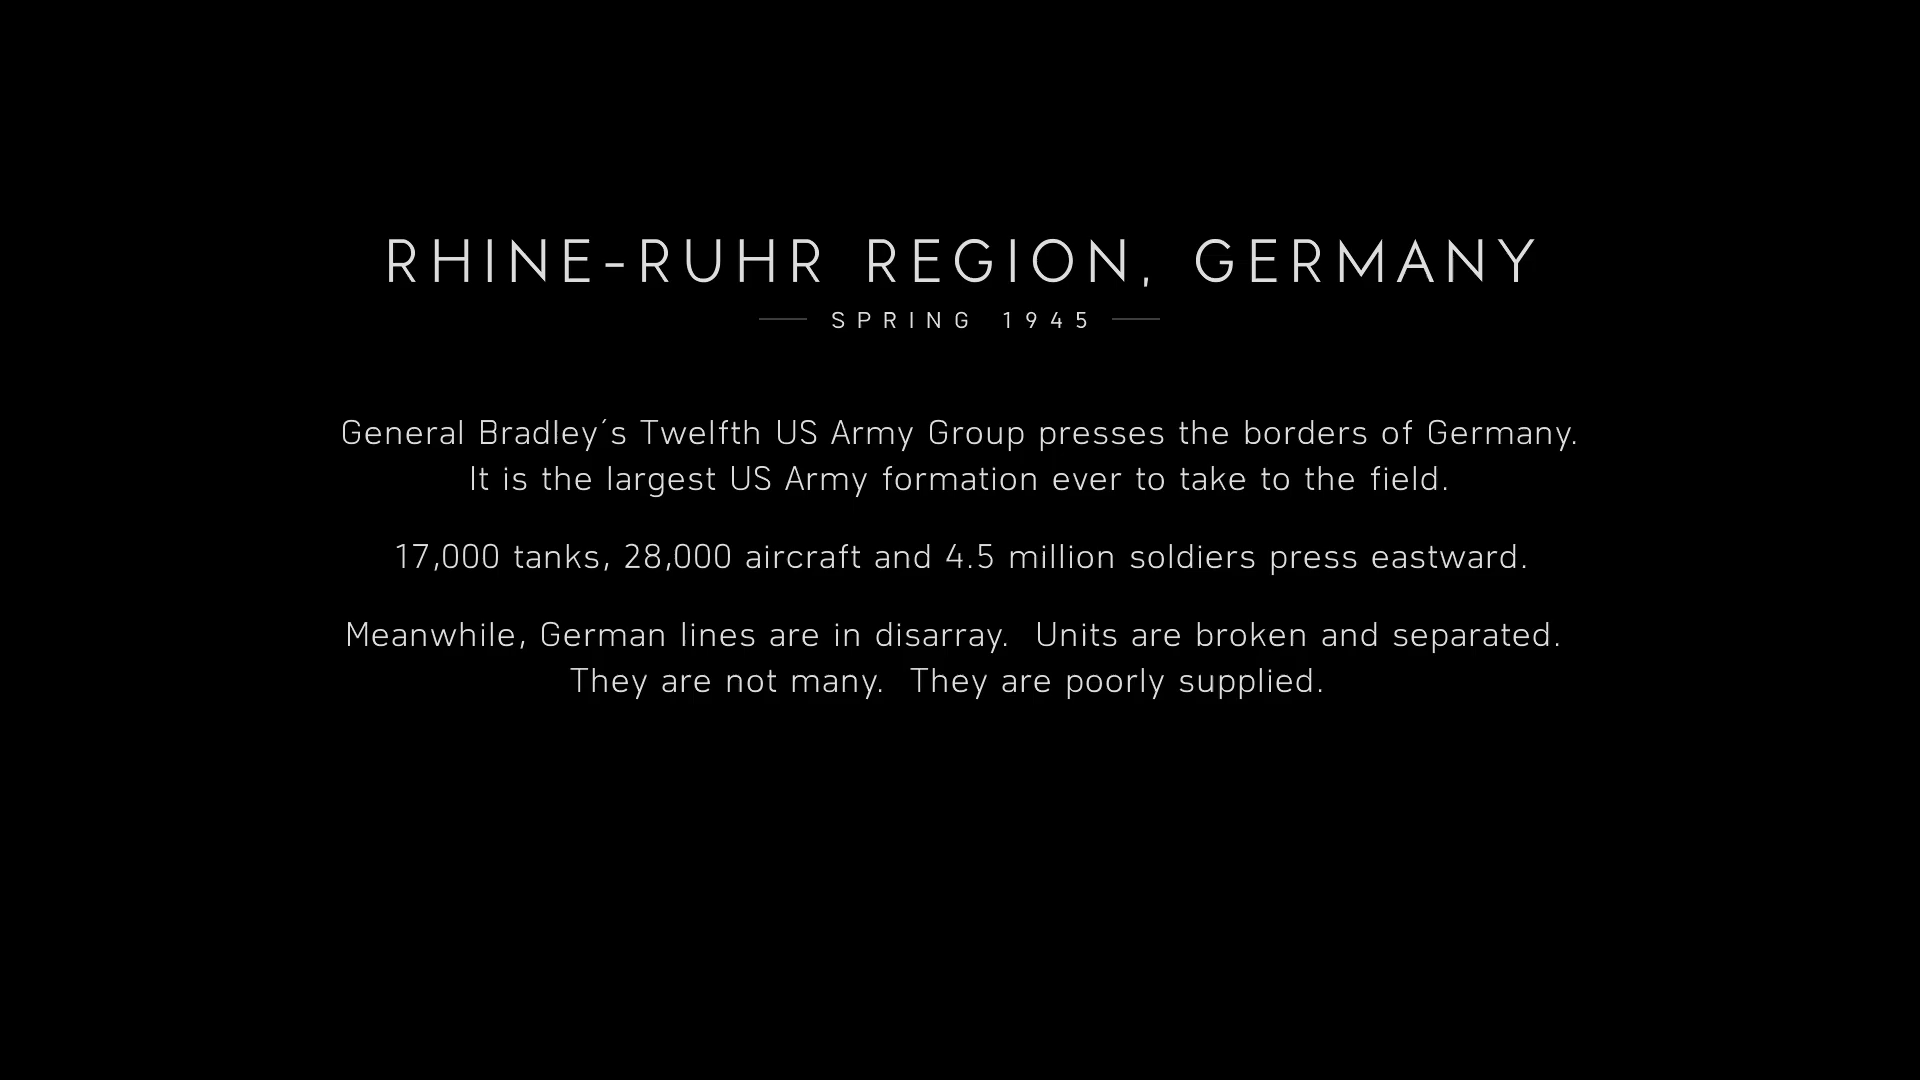 RHINE-RUHR REGION, GERMANY
SPRING 1945
General Bradley´s Twelfth US Army Group presses the borders of Germany.
It is the largest US Army formation ever to take to the field.
17,000 tanks, 28,000 aircraft and 4.5 million soldiers press eastward.
Meanwhile, German lines are in disarray.  Units are broken and separated.
They are not many.  They are poorly supplied.